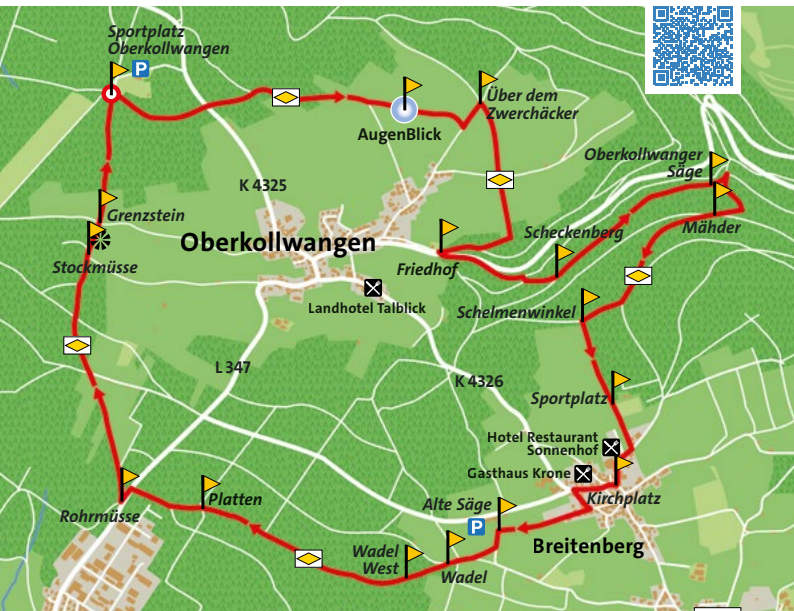 Sportplatz
Oberkollwangen
P
AugenBlick
Über dem
Zwerchäcker
Oberkollwanger
Säge
K 4325
Grenzstein
Mähder
Oberkollwangen
Scheckenberg
Stockmüsse
Friedhof
Landhotel Talblick
Schelmenwinkel
L 347
K 4326
Sportplatz
Hotel Restaurant
Sonnenhof
Gasthaus Krone
Kirchplatz
Platten
Alte Säge
Rohrmüsse
P
Breitenberg
Wadel
West
Wadel